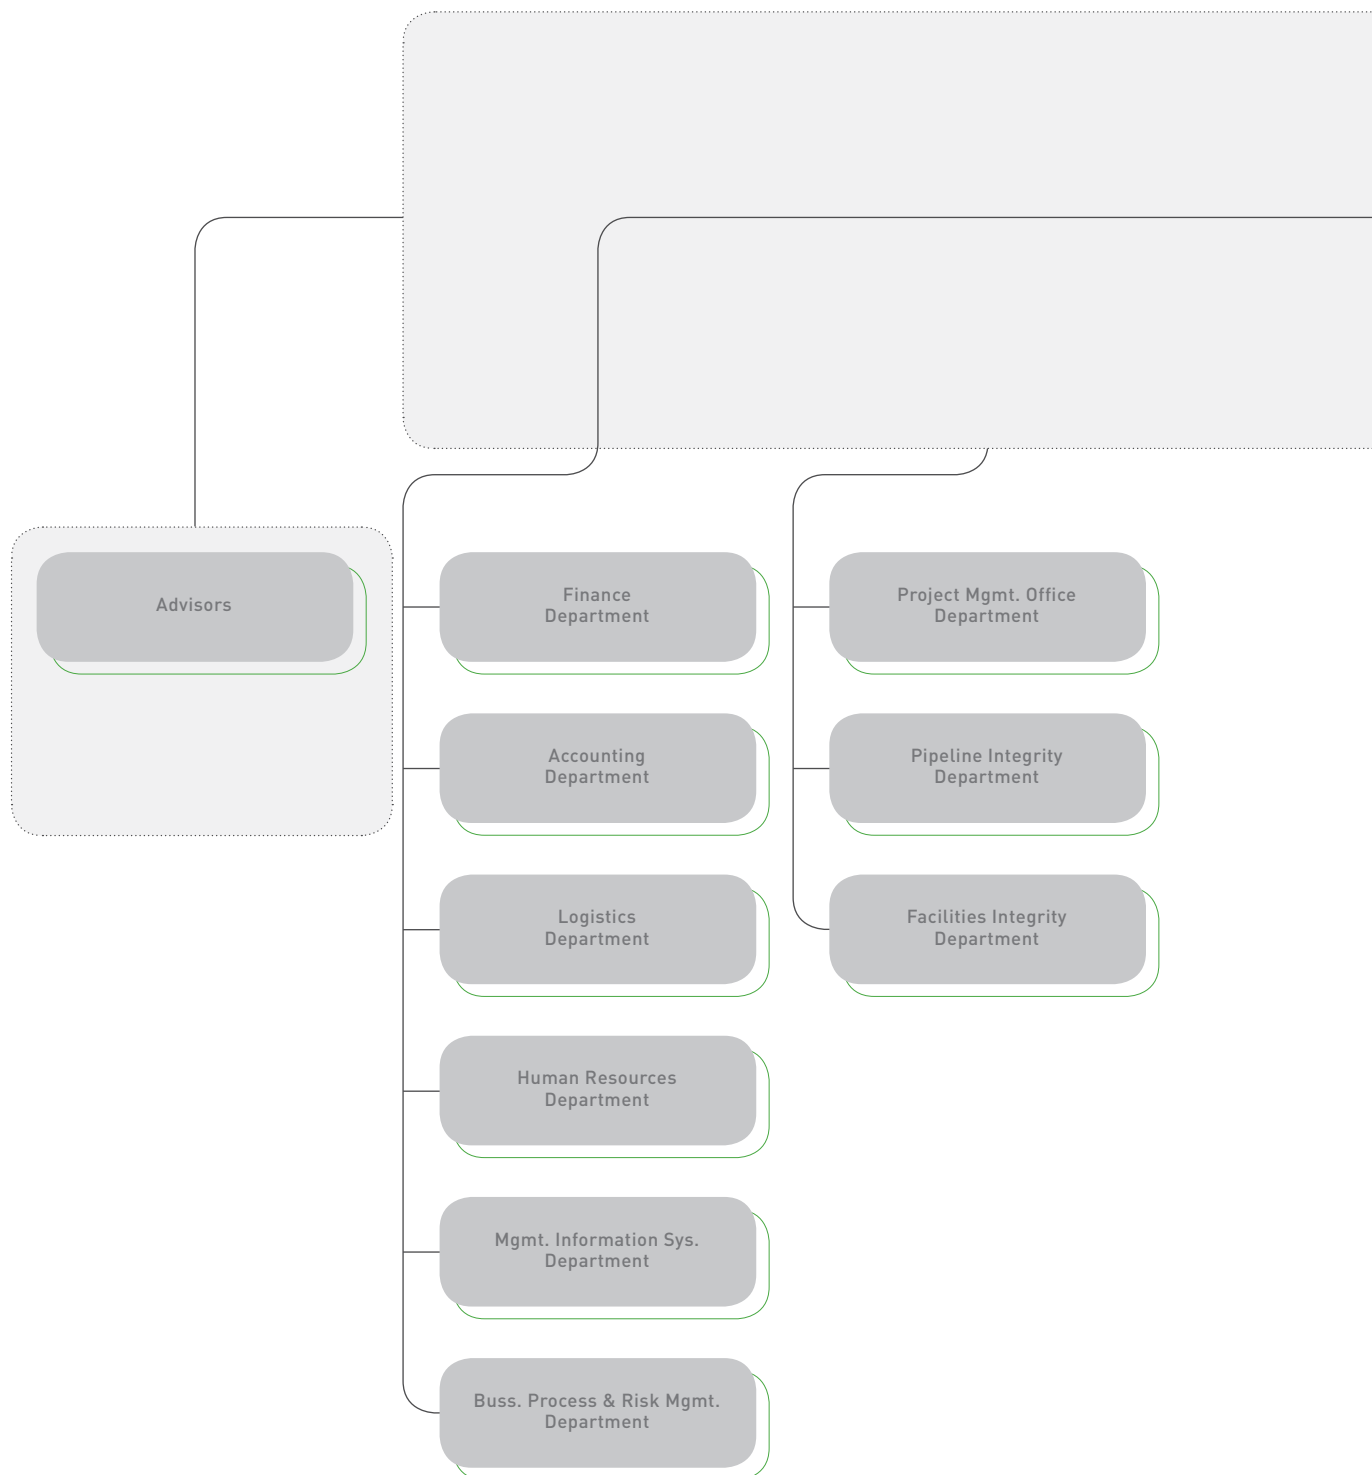 Advisors
Finance
Department
Accounting
Department
Logistics
Department
Human Resources
Department
Mgmt. Information Sys.
Department
Buss. Process & Risk Mgmt.
Department
Project Mgmt. Office
Department
Pipeline Integrity
Department
Facilities Integrity
Department